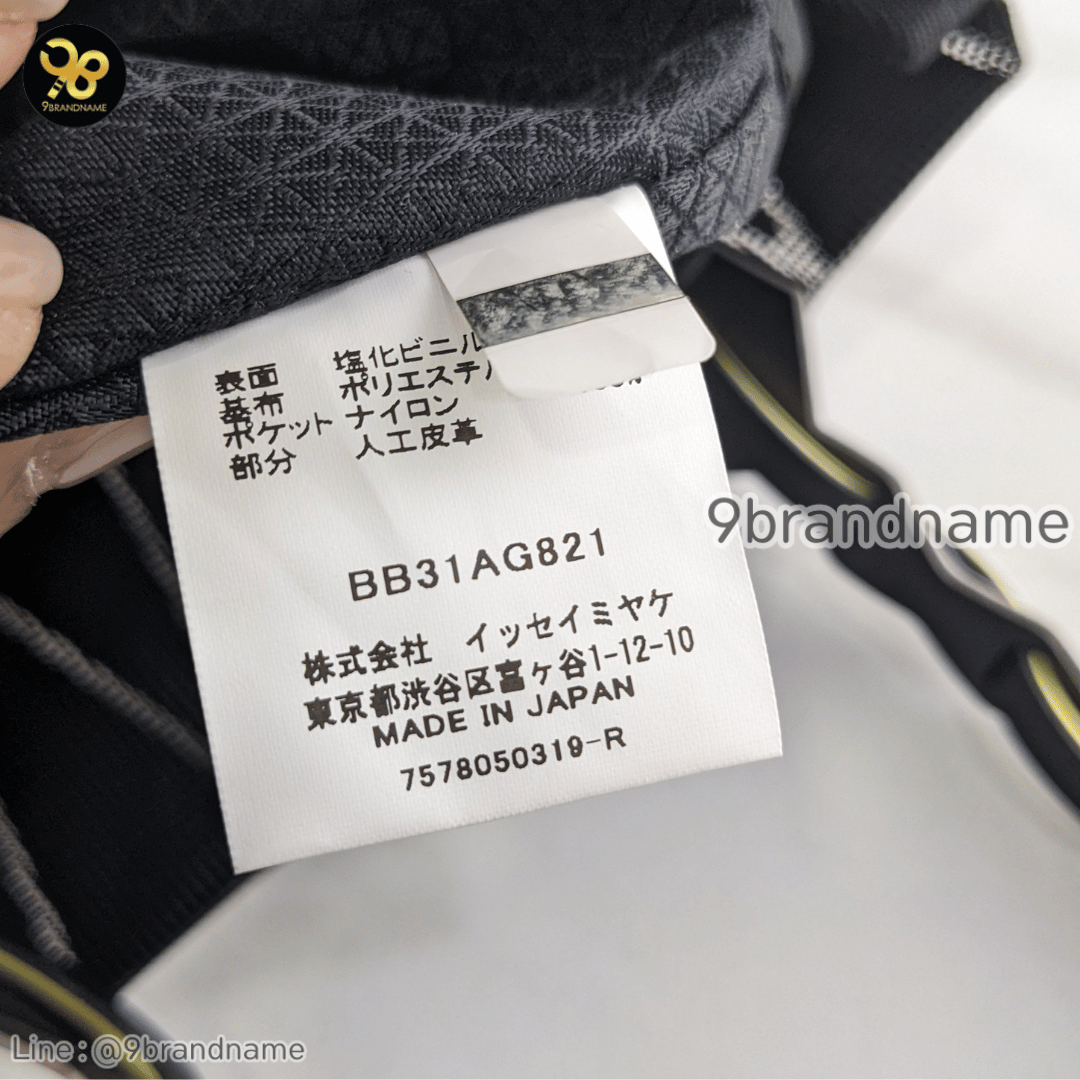 9BRANDNAME
表面 塩化ビニル
基布 ポリエステル
ポケット ナイロン
部分 人工皮革
BB31AG821
9brandname
株式会社 イッセイミヤケ
東京都渋谷区富ヶ谷1-12-10
MADE IN JAPAN
7578050319-R
Line:@9brandname